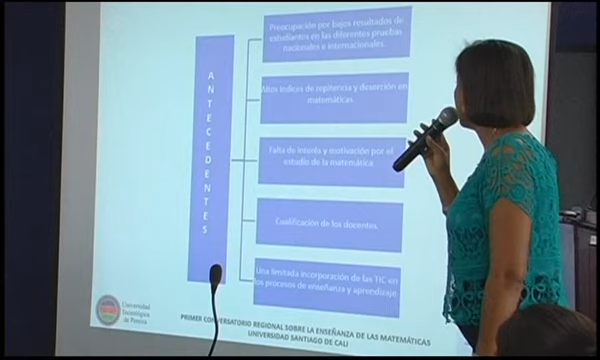 ANTECEDENTES
Preocupación por bajos resultados de
estudiantes en las diferentes pruebas
nacionales e internacionales.
Altos índices de repitencia y deserción en
matemáticas
Falta de interés y motivación por el
estudio de la matemática
Cualificación de los docentes.
Una limitada incorporación de las TIC en
los procesos de enseñanza y aprendizaje
Universidad
Tecnológica
de Pereira
PRIMER CONVERSATORIO REGIONAL SOBRE LA ENSEÑANZA DE LAS MATEMÁTICAS
UNIVERSIDAD SANTIAGO DE CALI